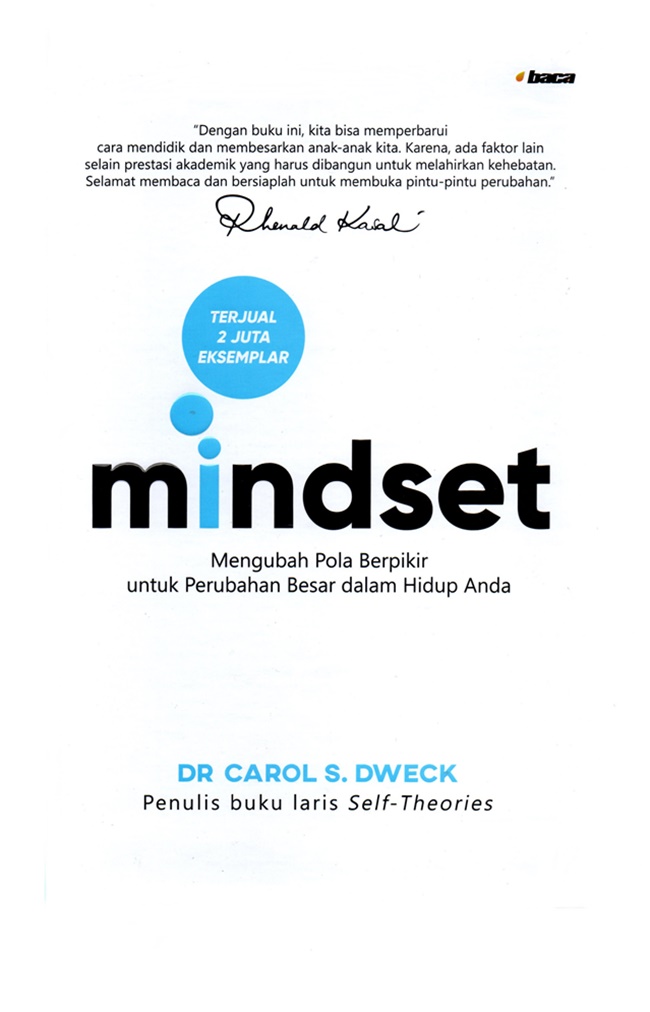 baca
“Dengan buku ini, kita bisa memperbarui
cara mendidik dan membesarkan anak-anak kita. Karena, ada faktor lain
selain prestasi akademik yang harus dibangun untuk melahirkan kehebatan.
Selamat membaca dan bersiaplah untuk membuka pintu-pintu perubahan.”
Rhenald Kasali
TERJUAL
2 JUTA
EKSEMPLAR
mindset
Mengubah Pola Berpikir
untuk Perubahan Besar dalam Hidup Anda
DR CAROL S. DWECK
Penulis buku laris Self-Theories